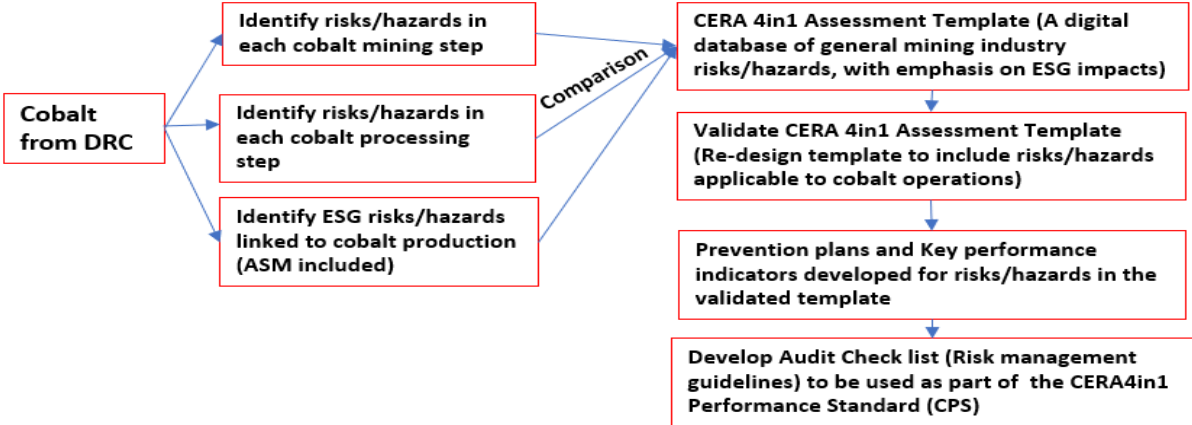 Cobalt
from DRC
Identify risks/hazards in
each cobalt mining step
Identify risks/hazards in
each cobalt processing
step
Identify ESG risks/hazards
linked to cobalt production
(ASM included)
Comparison
CERA 4in1 Assessment Template (A digital
database of general mining industry
risks/hazards, with emphasis on ESG impacts)
Validate CERA 4in1 Assessment Template
(Re-design template to include risks/hazards
applicable to cobalt operations)
Prevention plans and Key performance
indicators developed for risks/hazards in the
validated template
Develop Audit Check list (Risk management
guidelines) to be used as part of the CERA4in1
Performance Standard (CPS)